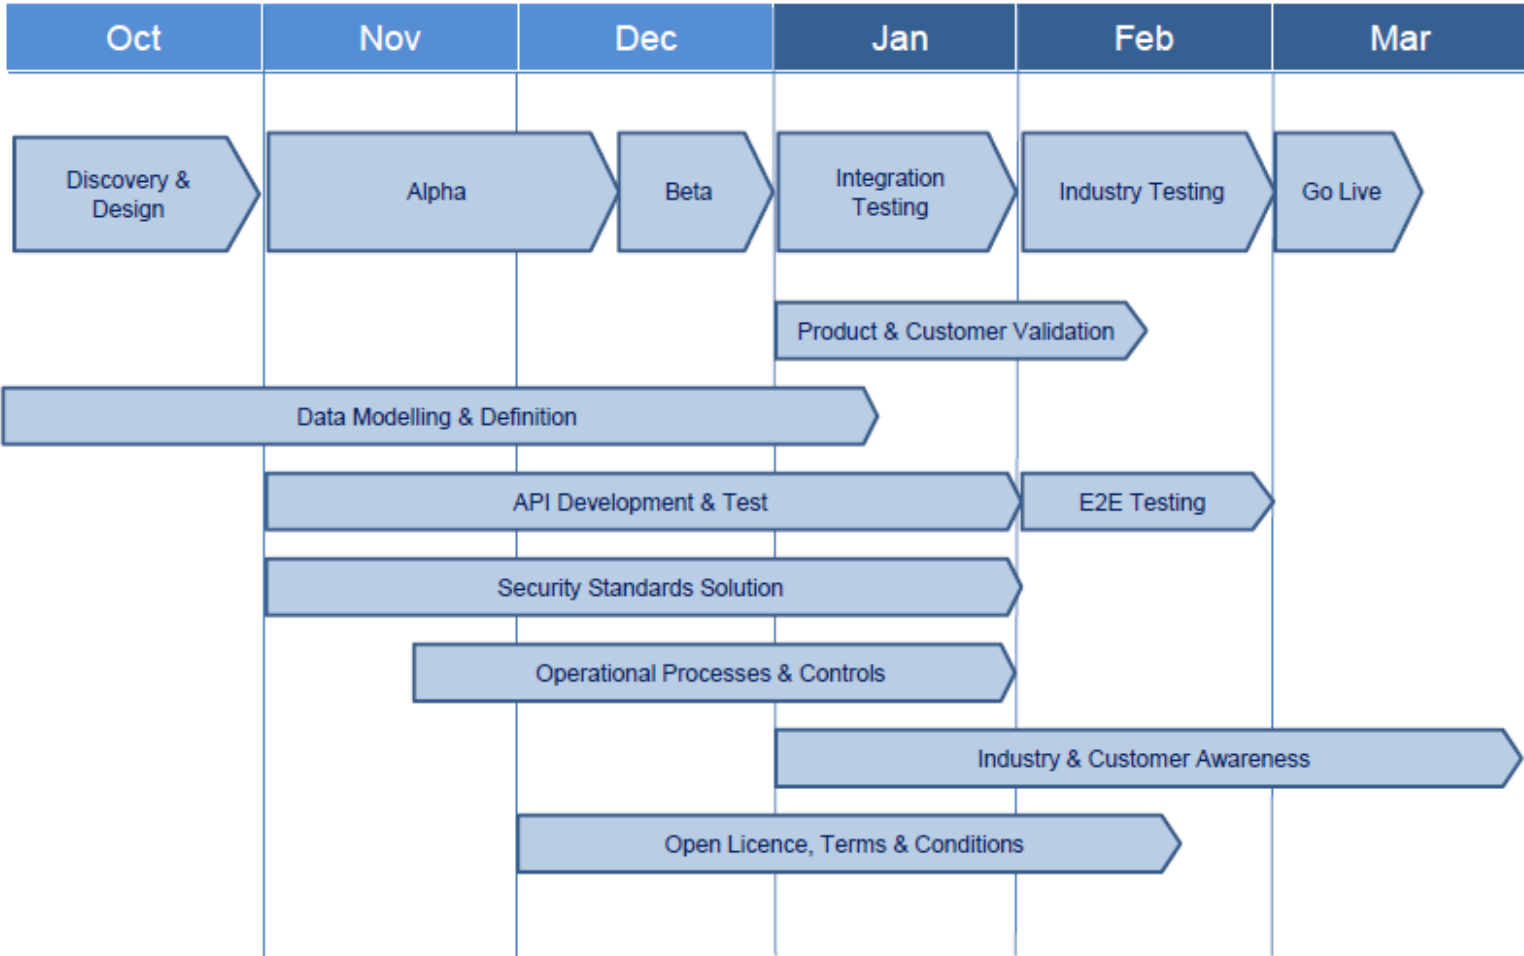 Oct
Nov
Dec
Jan
Feb
Mar
Discovery &
Design
Alpha
Beta
Integration
Testing
Industry Testing
Go Live
Product & Customer Validation
Data Modelling & Definition
API Development & Test
E2E Testing
Security Standards Solution
Operational Processes & Controls
Industry & Customer Awareness
Open Licence, Terms & Conditions